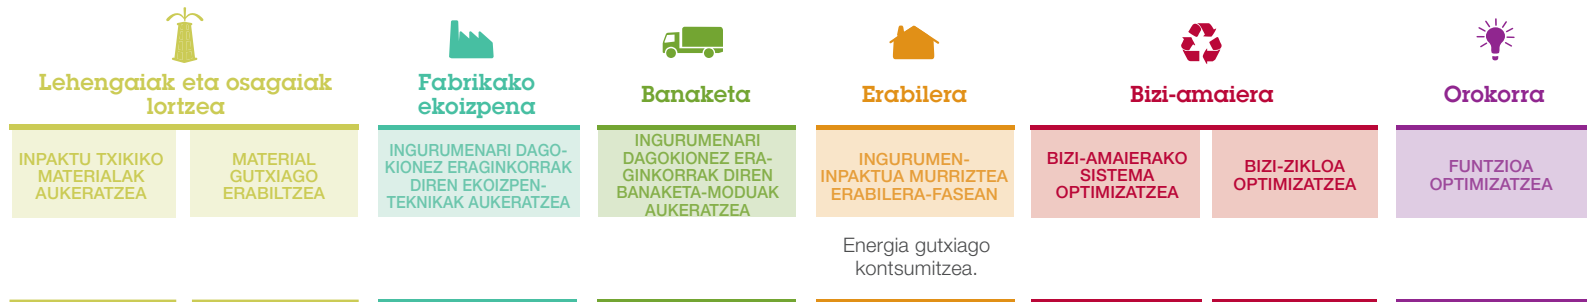 Lehengaiak eta osagaiak
lortzea
Fabrikako
ekoizpena
Banaketa
Erabilera
Bizi-amaiera
Orokorra
INPAKTU TXIKIKO
MATERIALAK
AUKERATZEA
MATERIAL
GUTXIAGO
ERABILTZEA
INGURUMENARI DAGO-
KIONEZ ERAGINKORRAK
DIREN EKOIZPEN-
TEKNIKAK AUKERATZEA
INGURUMENARI
DAGOKIONEZ ERA-
GINKORRAK DIREN
BANAKETA-MODUAK
AUKERATZEA
INGURUMEN-
INPAKTUA MURRIZTEA
ERABILERA-FASEAN
BIZI-AMAIERAKO
SISTEMA
OPTIMIZATZEA
BIZI-ZIKLOA
OPTIMIZATZEA
FUNTZIOA
OPTIMIZATZEA
Energia gutxiago
kontsumitzea.